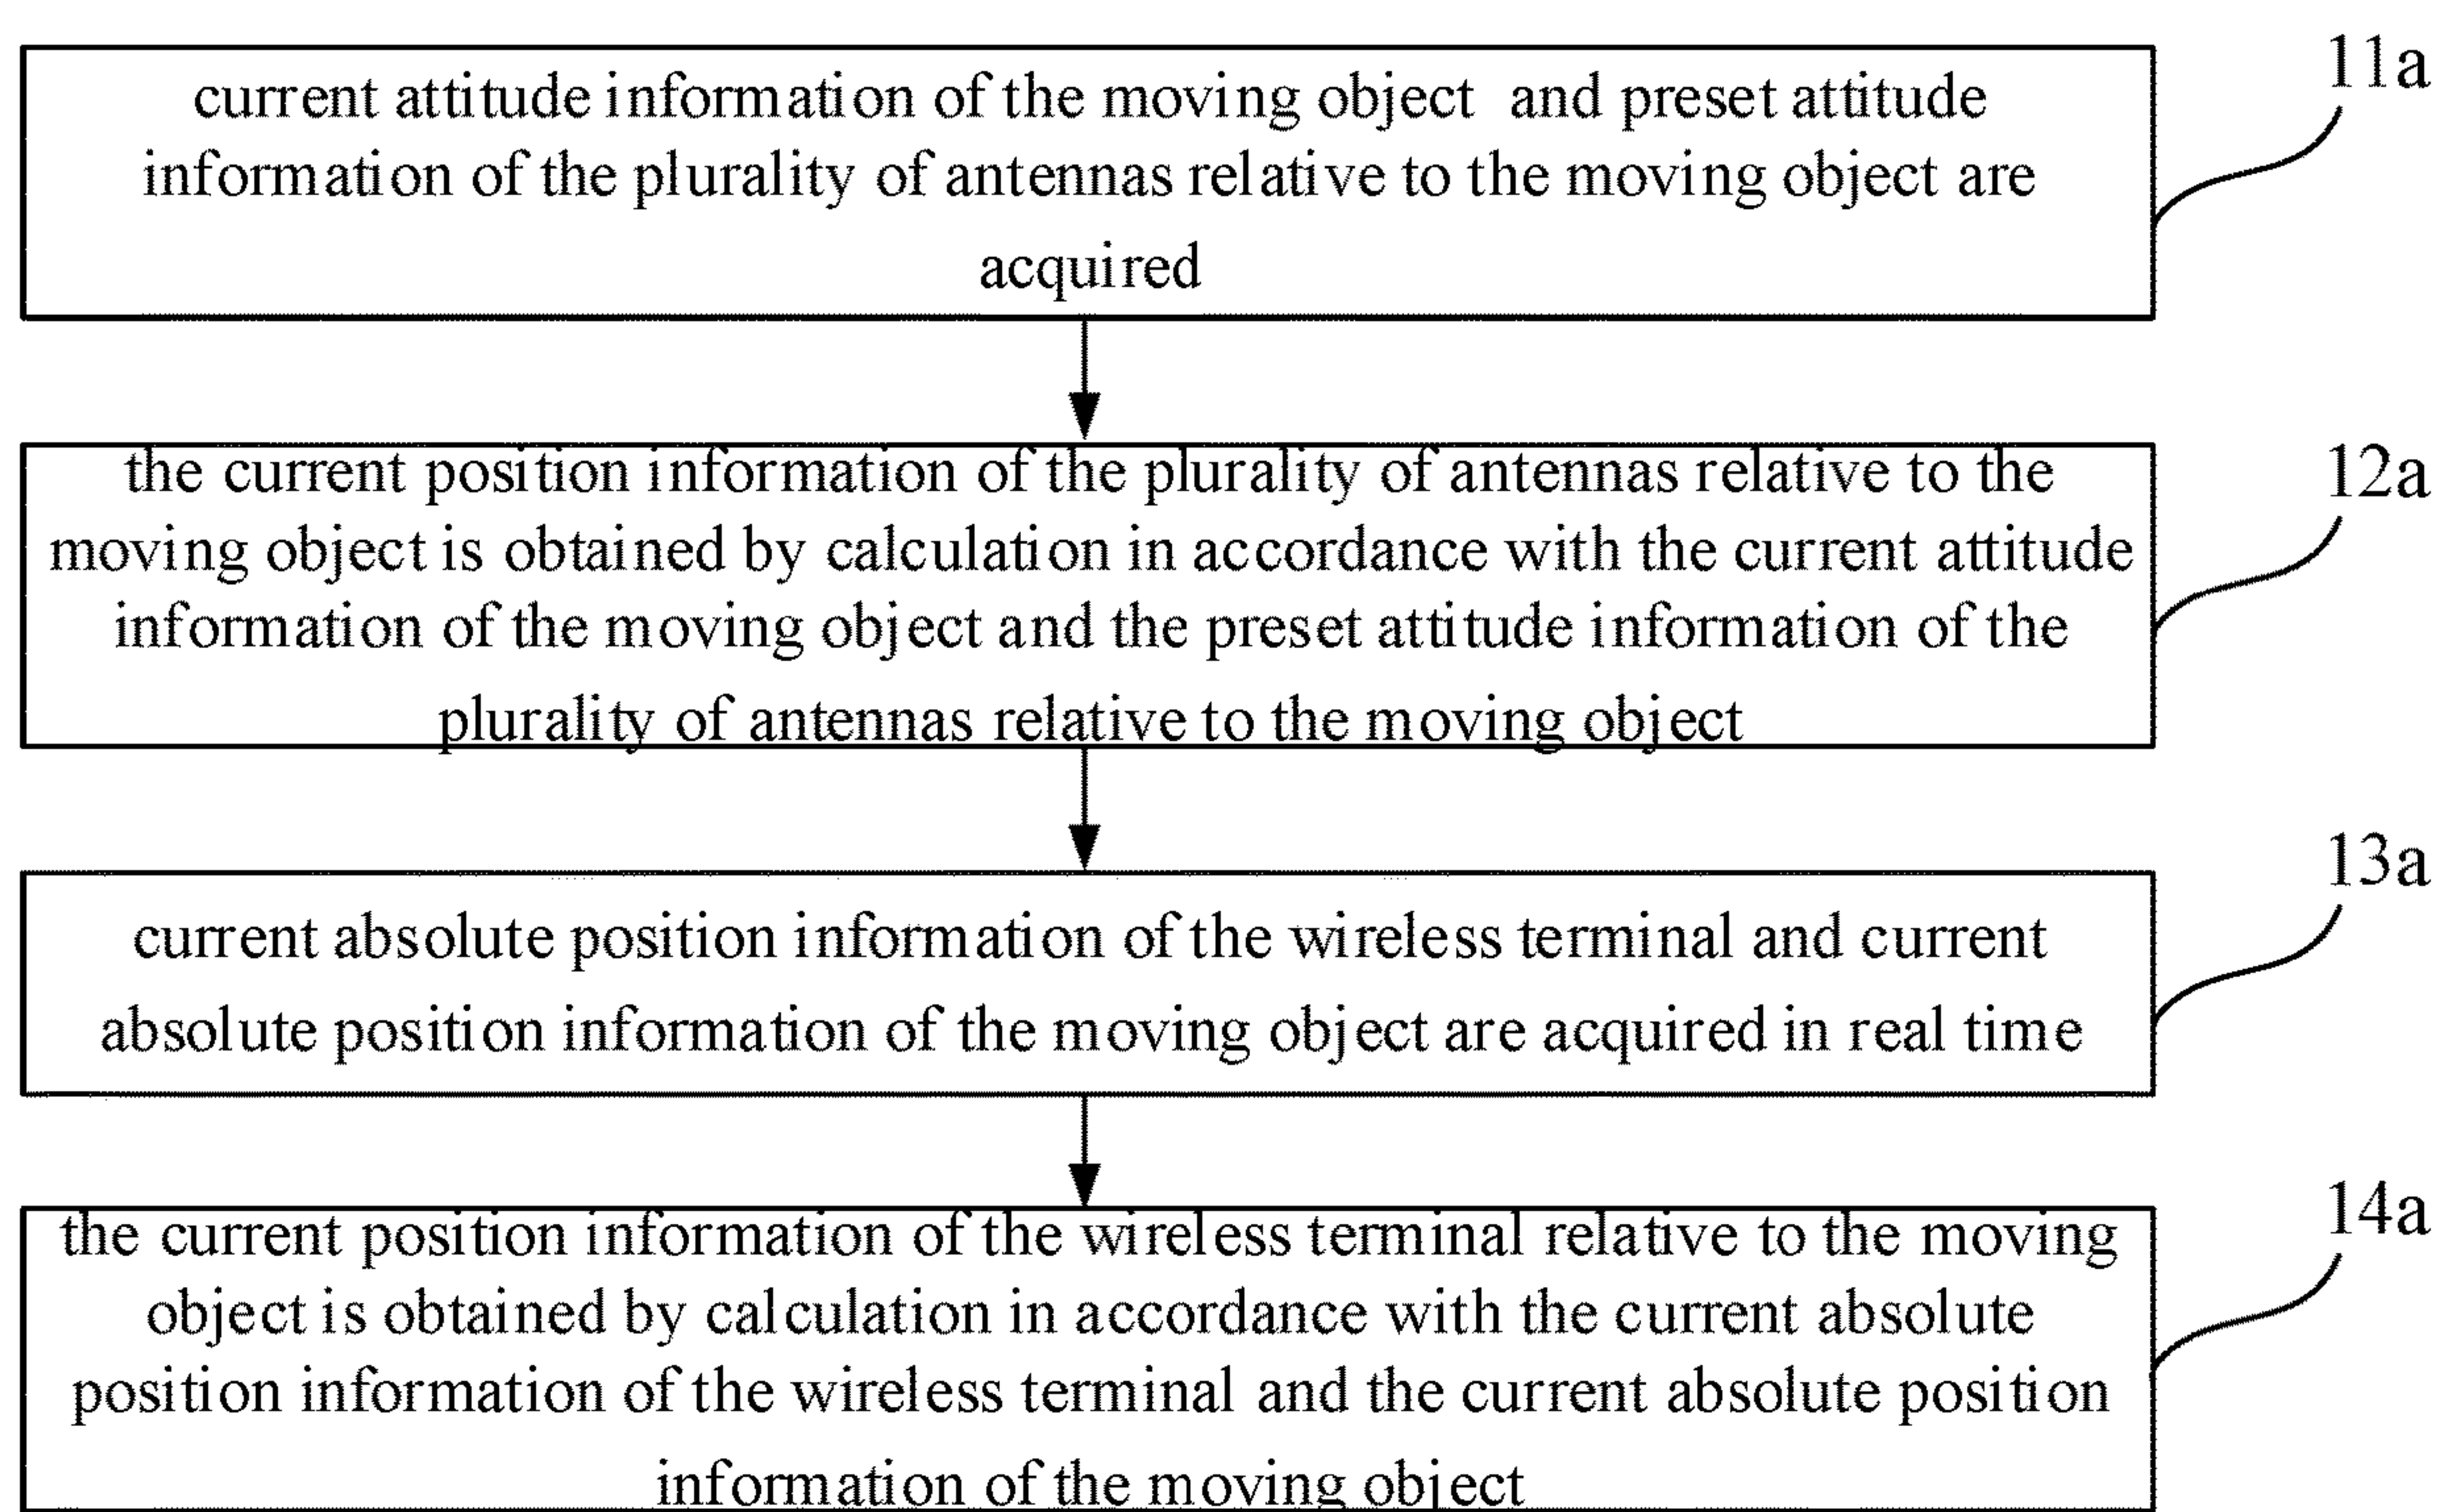 current attitude information of the moving object and preset attitude
information of the plurality of antennas relative to the moving object are
acquired
11a
the current position information of the plurality of antennas relative to the
moving object is obtained by calculation in accordance with the current attitude
information of the moving object and the preset attitude information of the
plurality of antennas relative to the moving object
12a
current absolute position information of the wireless terminal and current
absolute position information of the moving object are acquired in real time
13a
the current position information of the wireless terminal relative to the moving
object is obtained by calculation in accordance with the current absolute
position information of the wireless terminal and the current absolute position
information of the moving object
14a